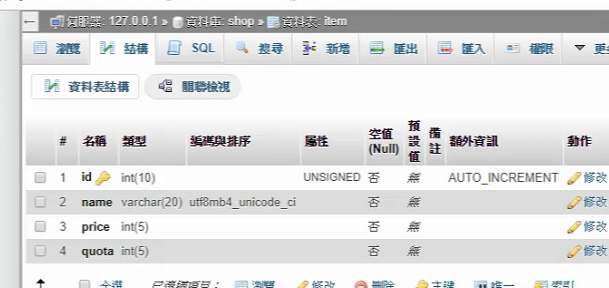 伺服器: 127.0.0.1 » 資料庫: shop » 資料表: item
瀏覽 結構 SQL 搜尋 新增 匯出 匯入 權限
資料表結構 關聯檢視
# 名稱 類型 編碼與排序 屬性 空值(Null) 預設值 備註 額外資訊 動作
1 id int(10) UNSIGNED 否 無 AUTO_INCREMENT 修改
2 name varchar(20) utf8mb4_unicode_ci 否 無 修改
3 price int(5) 否 無 修改
4 quota int(5) 否 無 修改
全選 已選擇項目: 瀏覽 修改 刪除 主鍵 唯一 索引